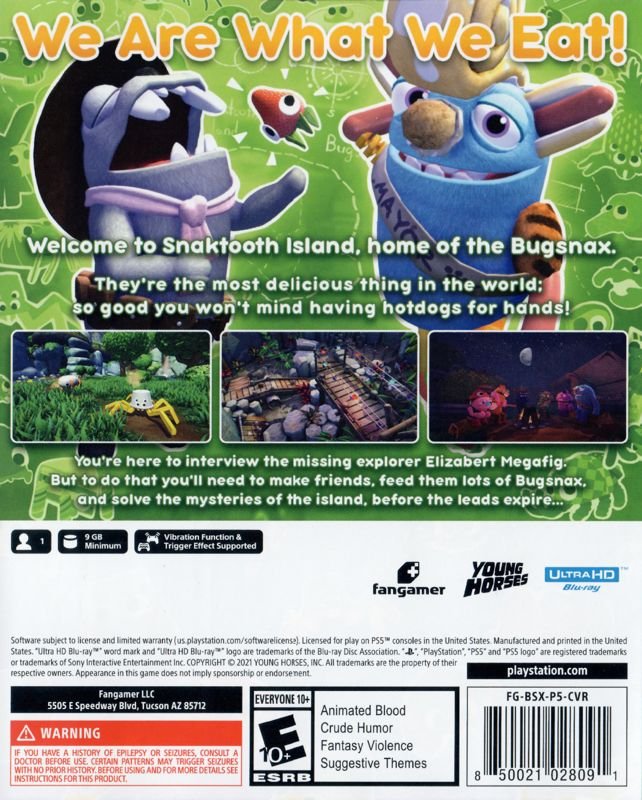 We Are What We Eat!
MAYOR
Welcome to Snaktooth Island, home of the Bugsnax.
They're the most delicious thing in the world;
so good you won't mind having hotdogs for hands!
You're here to interview the missing explorer Elizabert Megafig.
But to do that you'll need to make friends, feed them lots of Bugsnax,
and solve the mysteries of the island, before the leads expire...
1
9 GB
Minimum
Vibration Function &
Trigger Effect Supported
fangamer
YOUNG
HORSES
ULTRA HD
Blu-ray
TM
Software subject to license and limited warranty (us.playstation.com/softwarelicense). Licensed for play on PS5™ consoles in the United States. Manufactured and printed in the United
States. "Ultra HD Blu-ray™" word mark and "Ultra HD Blu-ray™" logo are trademarks of the Blu-ray Disc Association. "PS", "PlayStation", "PS5" and "PS5 logo" are registered trademarks
or trademarks of Sony Interactive Entertainment Inc. COPYRIGHT © 2021 YOUNG HORSES, INC. All trademarks are the property of their
respective owners. Appearance in this game does not imply sponsorship or endorsement.
playstation.com
Fangamer LLC
5505 E Speedway Blvd, Tucson AZ 85712
WARNING
IF YOU HAVE A HISTORY OF EPILEPSY OR SEIZURES, CONSULT A
DOCTOR BEFORE USE. CERTAIN PATTERNS MAY TRIGGER SEIZURES
WITH NO PRIOR HISTORY. BEFORE USING AND FOR MORE DETAILS SEE
INSTRUCTIONS FOR THIS PRODUCT.
EVERYONE 10+
E
10+
ESRB
Animated Blood
Crude Humor
Fantasy Violence
Suggestive Themes
FG-BSX-P5-CVR
8 50021 02809 1